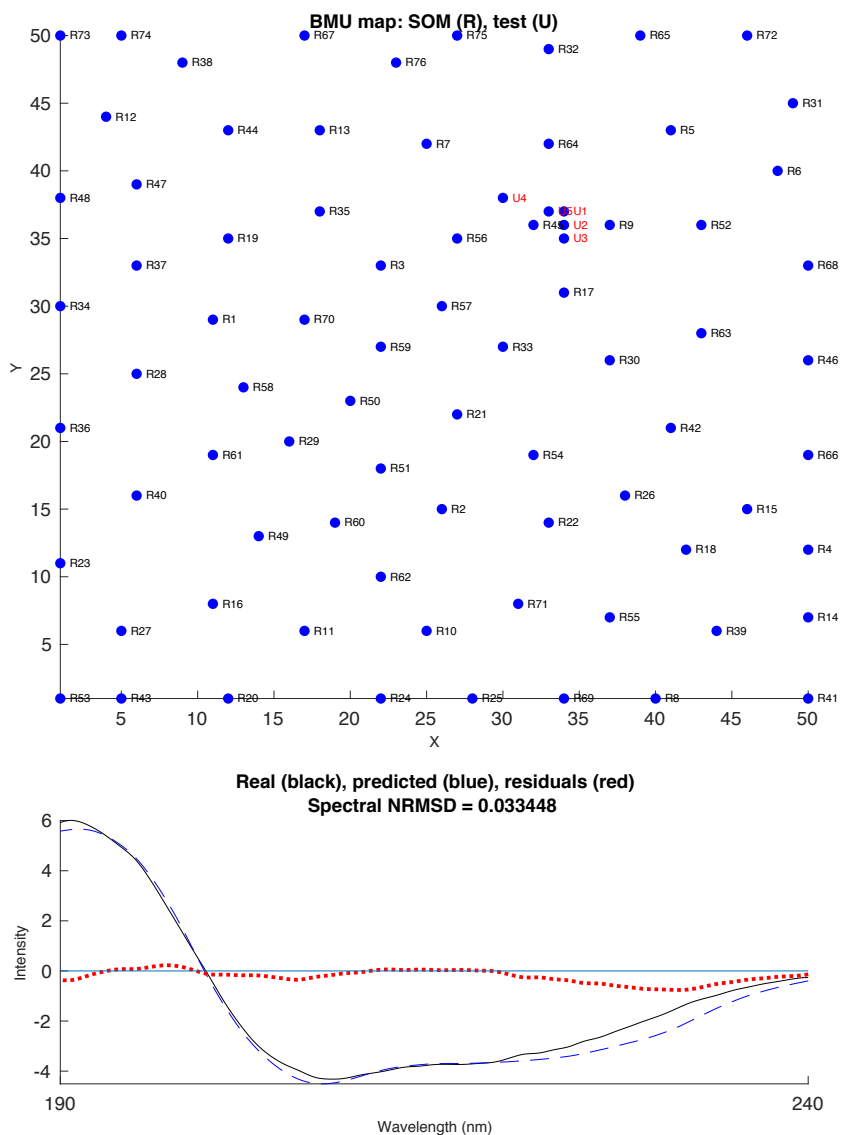 BMU map: SOM (R), test (U)
50 R73 R74 R67 R75 R65 R72
R32
R38 R76
45 R31
R12
R44 R13 R5
R7 R64
40 R6
R47
R48 U4
R35 U5 U1
R45 U2 R9 R52
35 R19 R56 U3
R37 R3 R68
R17
30 R34 R57
R1 R70
R63
R59 R33
R30 R46
25 R28
R58
R50
R21
R36 R42
20 R29
R61 R54 R66
R51
R40 R26
15 R2 R15
R60 R22
R49
R18 R4
R23
10 R62
R16 R71
R55 R14
R27 R11 R10 R39
5
R53 R43 R20 R24 R25 R69 R8 R41
5 10 15 20 25 30 35 40 45 50
X
Y
Real (black), predicted (blue), residuals (red)
Spectral NRMSD = 0.033448
6
4
2
0
-2
-4
Intensity
190 240
Wavelength (nm)